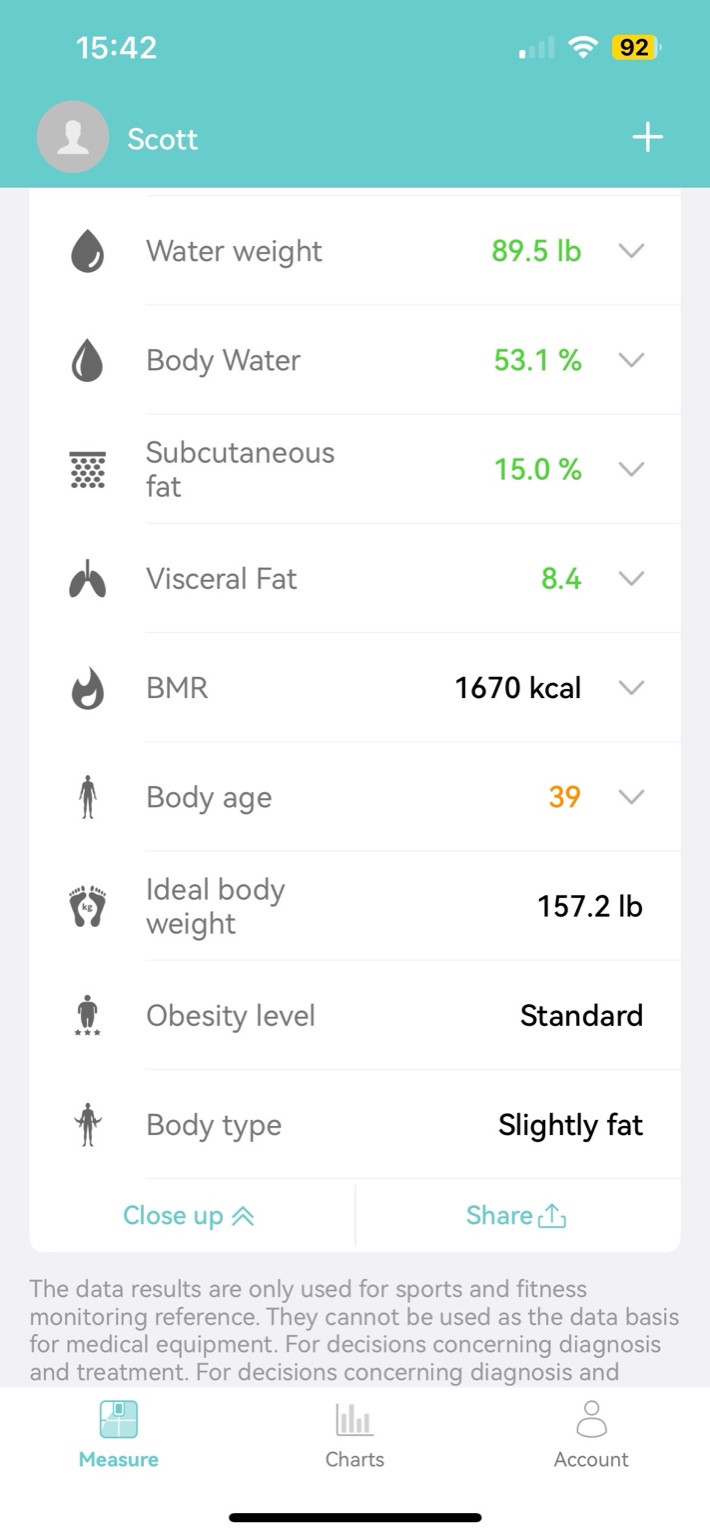 15:42
92
Scott
Water weight 89.5 lb
Body Water 53.1 %
Subcutaneous
fat
15.0 %
Visceral Fat 8.4
BMR 1670 kcal
Body age 39
kg
Ideal body
weight
157.2 lb
Obesity level Standard
Body type Slightly fat
Close up Share
The data results are only used for sports and fitness
monitoring reference. They cannot be used as the data basis
for medical equipment. For decisions concerning diagnosis
and treatment. For decisions concerning diagnosis and
Measure Charts Account